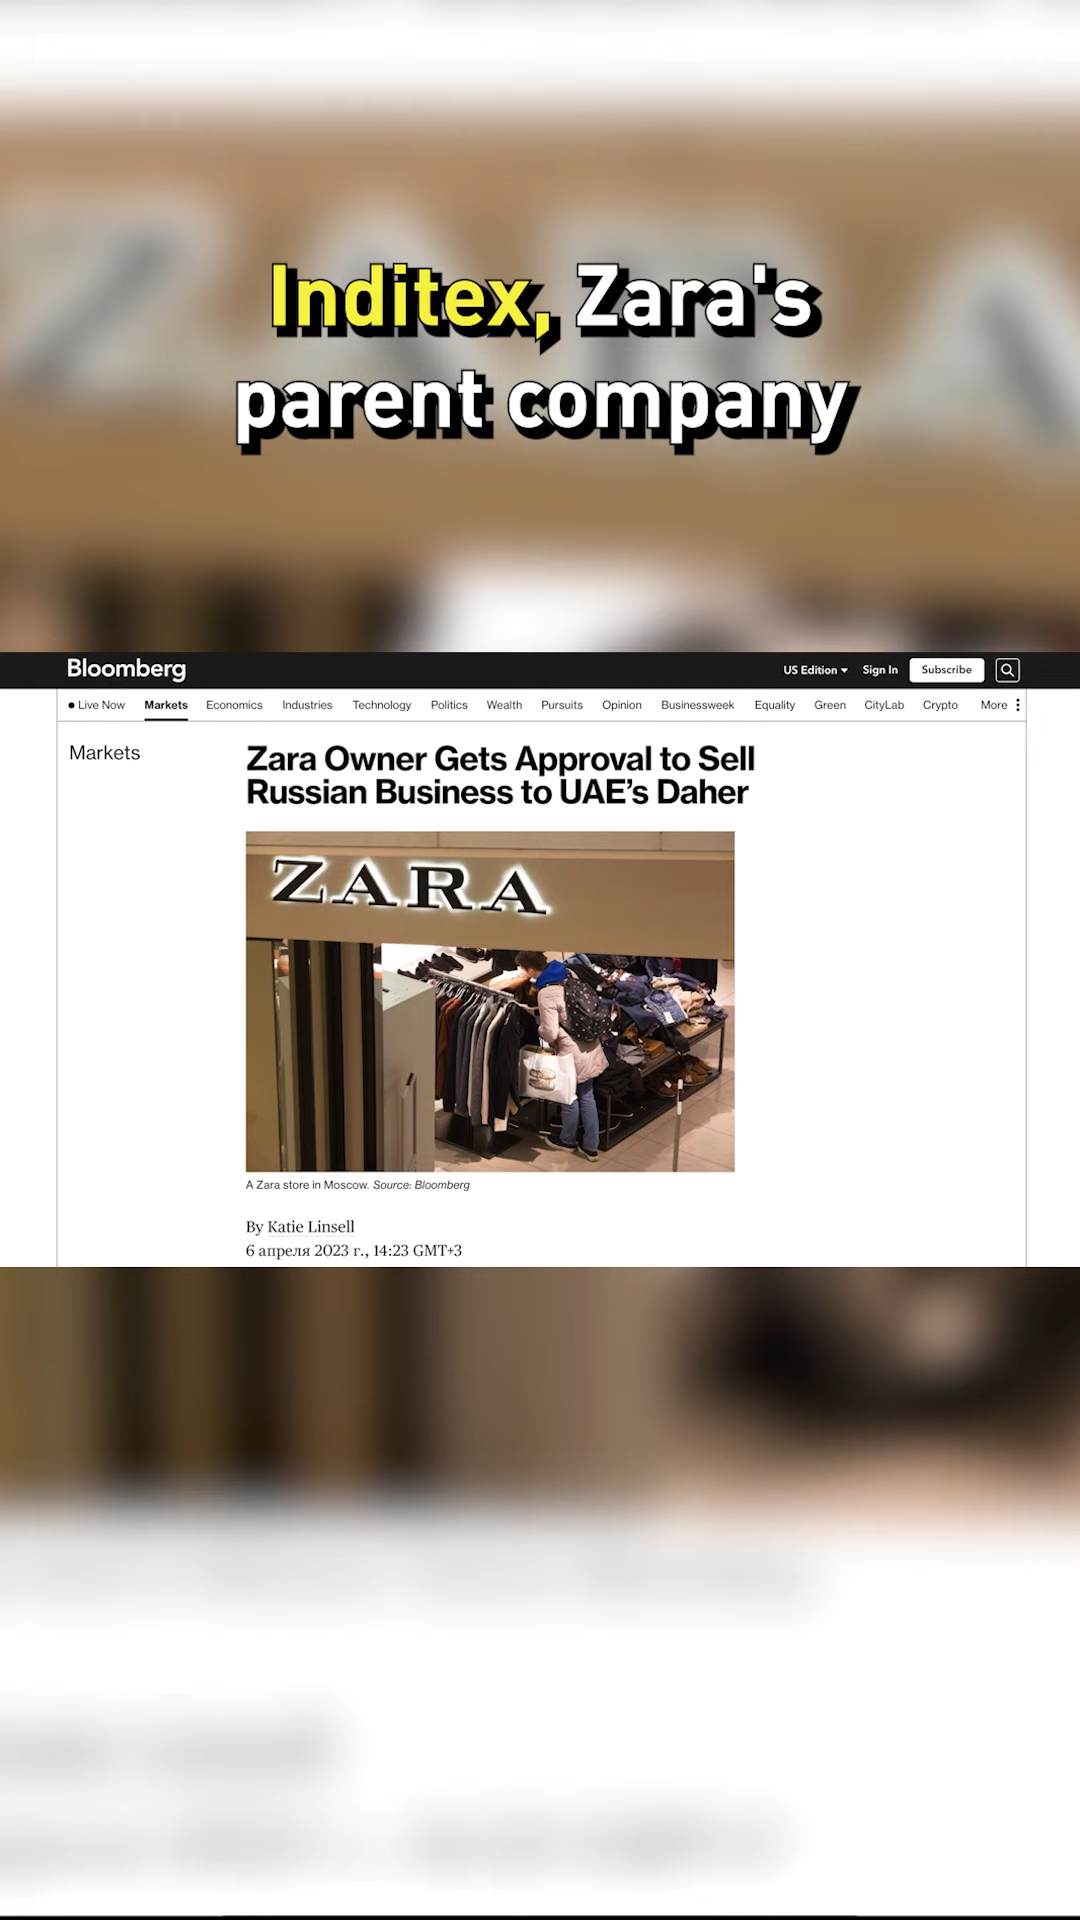 Inditex, Zara's
parent company
Bloomberg
US Edition
Sign In
Subscribe
Live Now
Markets
Economics
Industries
Technology
Politics
Wealth
Pursuits
Opinion
Businessweek
Equality
Green
CityLab
Crypto
More
Markets
Zara Owner Gets Approval to Sell
Russian Business to UAE’s Daher
ZARA
A Zara store in Moscow. Source: Bloomberg
By Katie Linsell
6 апреля 2023 г., 14:23 GMT+3